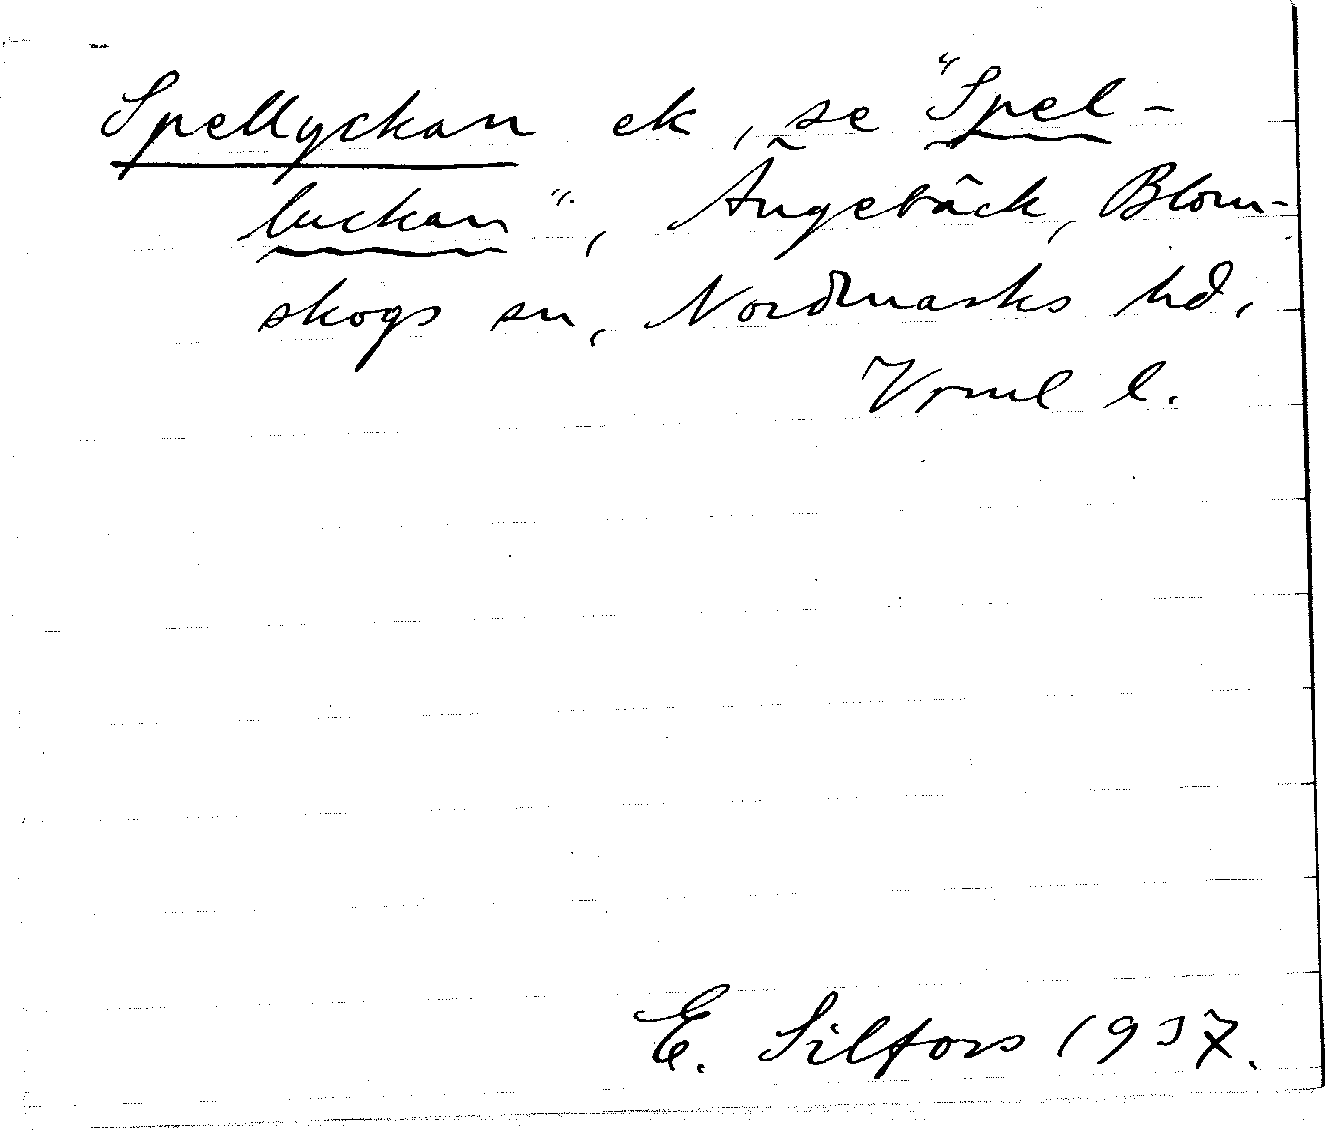 Spellyckan ek, se "Spel-
luckan", Ängebäck, Blom-
skogs sn, Nordmarks hd,
Vrml l.
E. Silfors 1937.